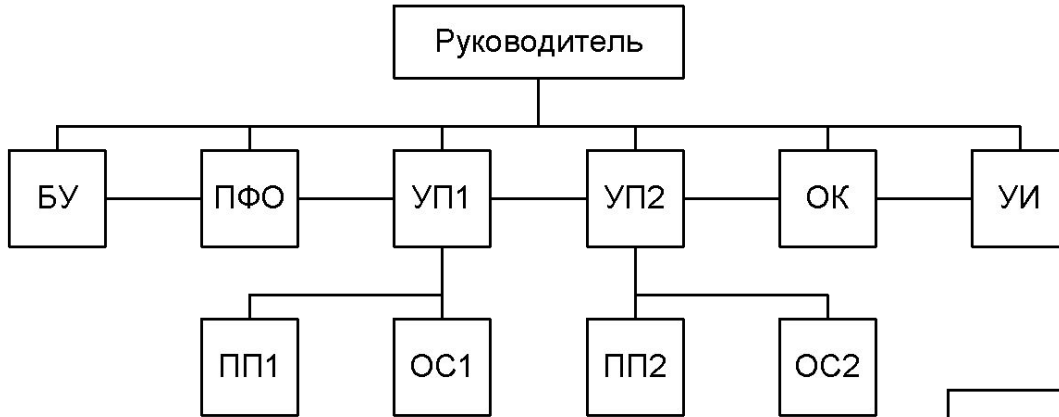 Руководитель
БУ
ПФО
УП1
УП2
ОК
УИ
ПП1
ОС1
ПП2
ОС2